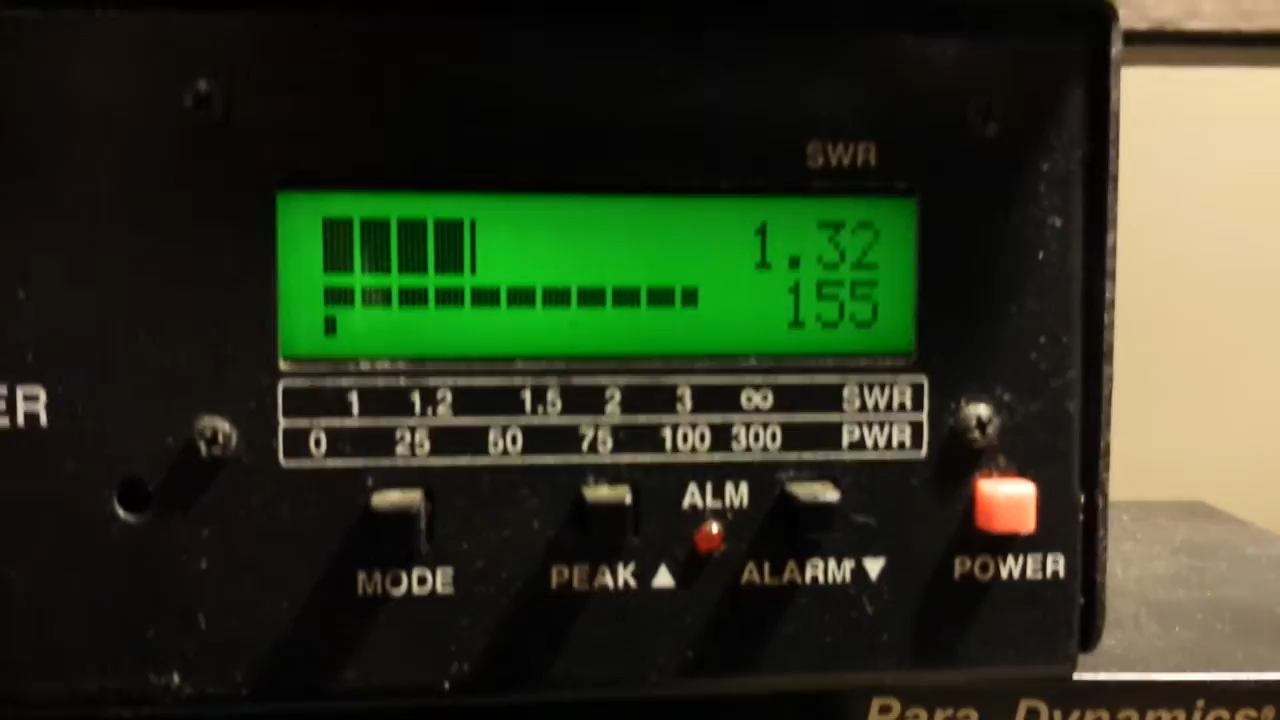 SWR
1.32
155
1 1.2 1.5 2 3 ∞ SWR
0 25 50 75 100 300 PWR
ER
ALM
MODE PEAK ▲ ALARM ▼ POWER
Para Dynamics®